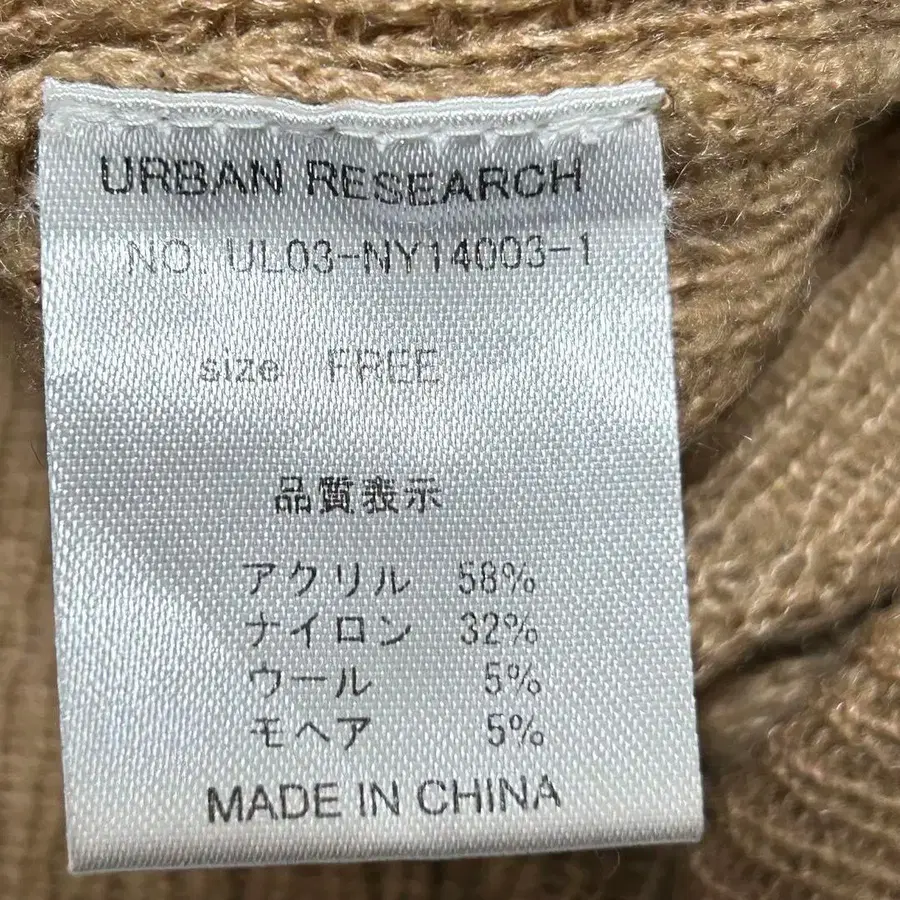 URBAN RESEARCH
NO. UL03-NY14003-1
size FREE
品質表示
アクリル 58%
ナイロン 32%
ウール 5%
モヘア 5%
MADE IN CHINA